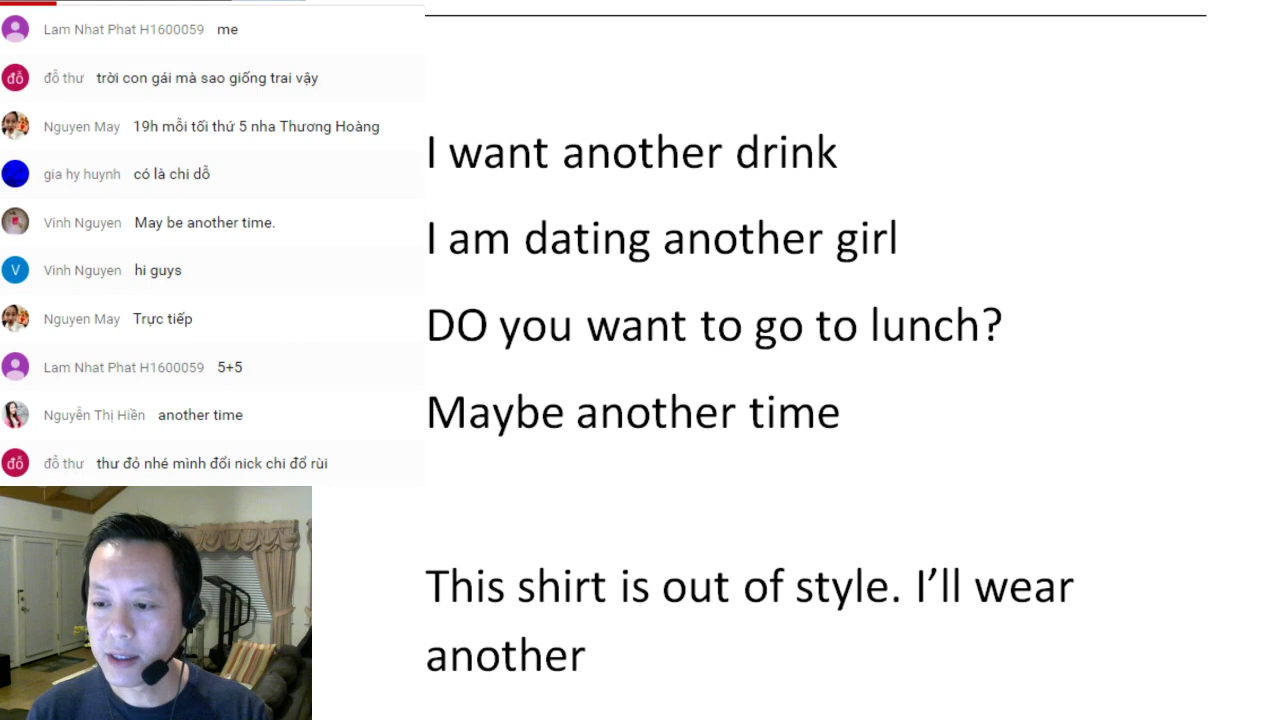 Lam Nhat Phat H1600059 me
đỗ thư trời con gái mà sao giống trai vậy
Nguyen May 19h mỗi tối thứ 5 nha Thương Hoàng
gia hy huynh có là chi dỗ
Vinh Nguyen May be another time.
V Vinh Nguyen hi guys
Nguyen May Trực tiếp
Lam Nhat Phat H1600059 5+5
Nguyễn Thị Hiền another time
đỗ thư thư đỏ nhé mình đổi nick chi đổ rùi
I want another drink
I am dating another girl
DO you want to go to lunch?
Maybe another time
This shirt is out of style. I’ll wear
another